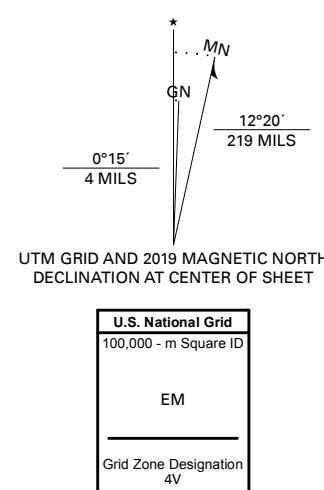 ★
MN
GN
12°20´
219 MILS
0°15´
4 MILS
UTM GRID AND 2019 MAGNETIC NORTH
DECLINATION AT CENTER OF SHEET
U.S. National Grid
100,000 - m Square ID
EM
Grid Zone Designation
4V